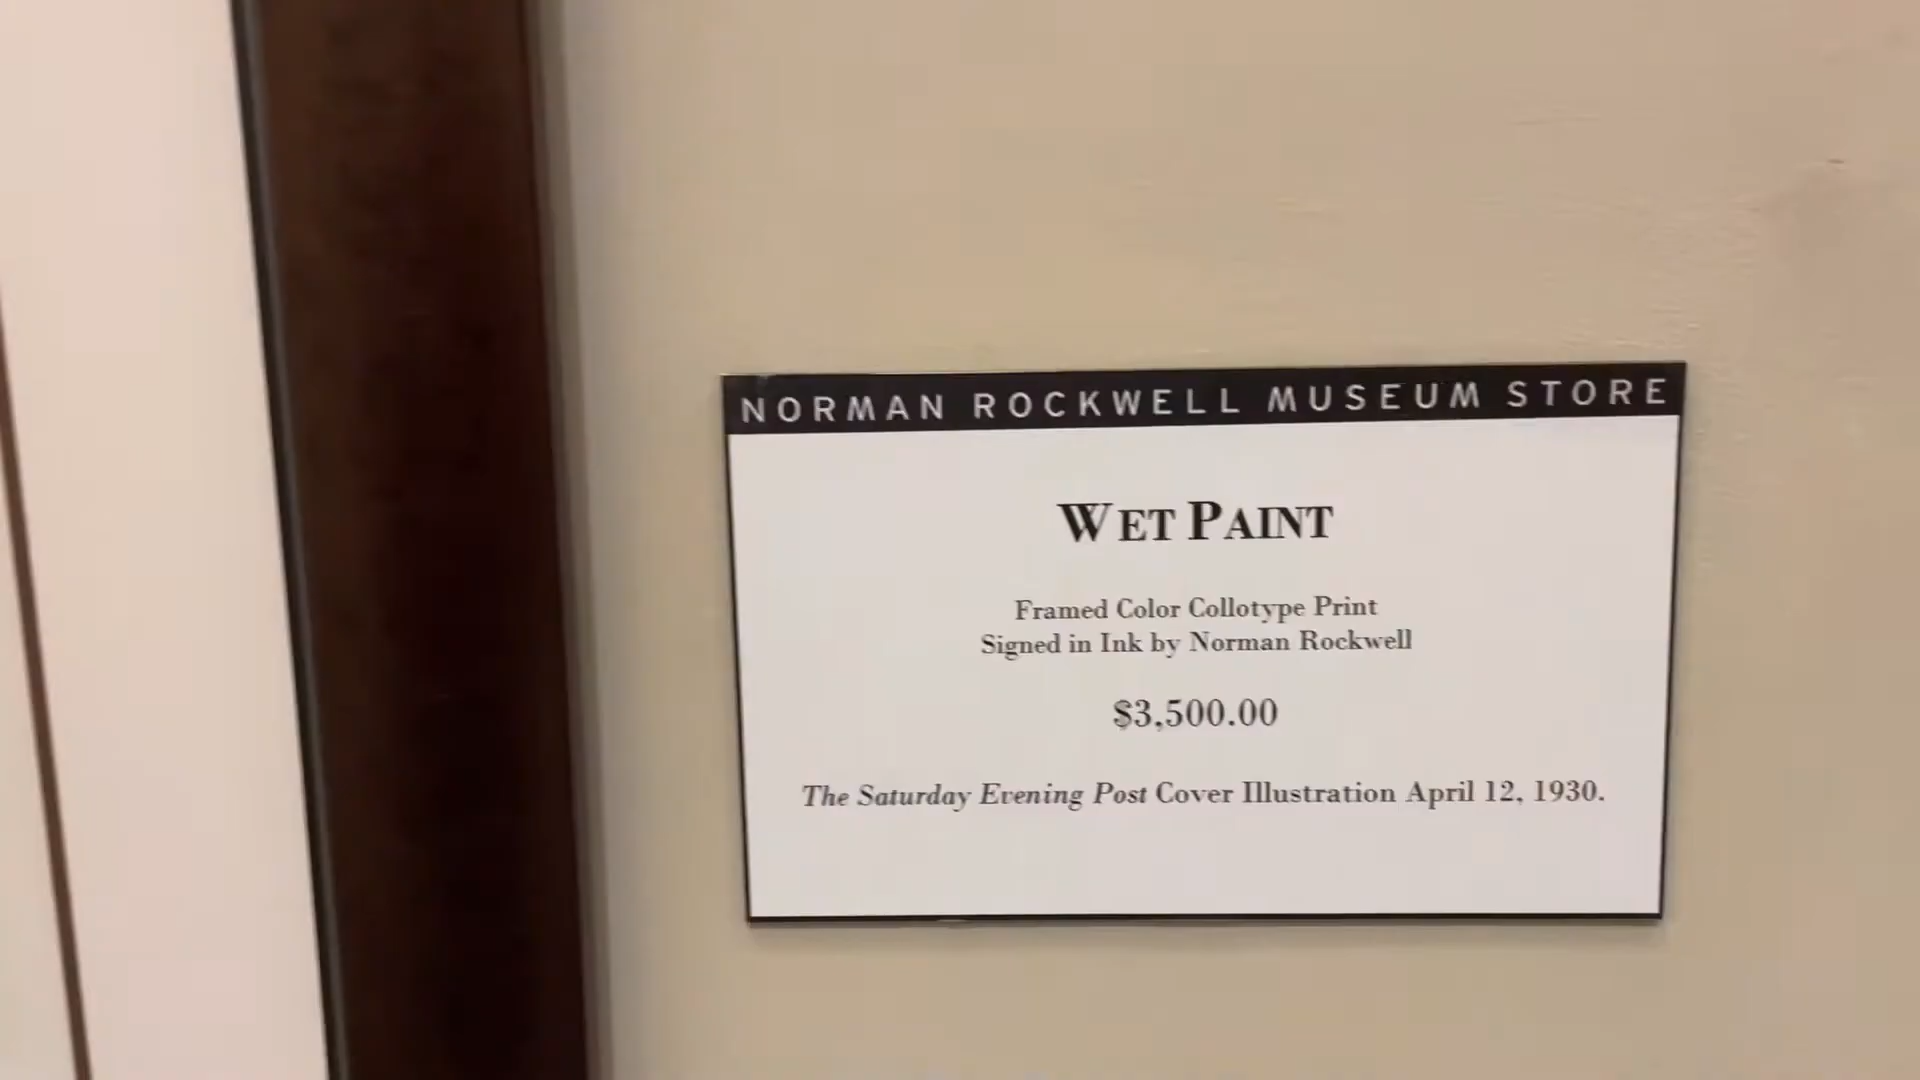 NORMAN ROCKWELL MUSEUM STORE
WET PAINT
Framed Color Collotype Print
Signed in Ink by Norman Rockwell
$3,500.00
The Saturday Evening Post Cover Illustration April 12, 1930.